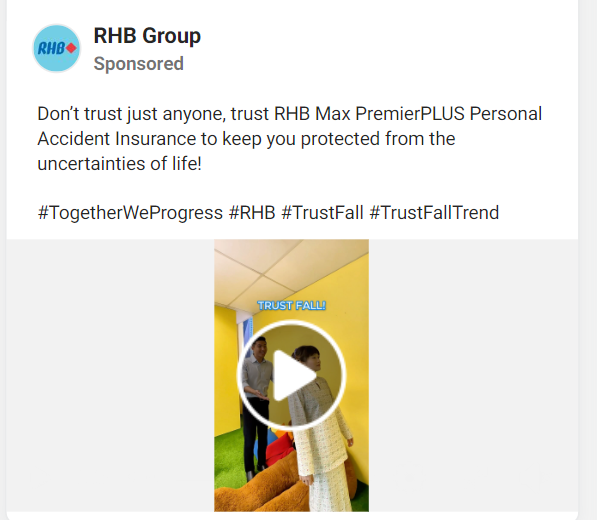 RHB
RHB Group
Sponsored
Don’t trust just anyone, trust RHB Max PremierPLUS Personal
Accident Insurance to keep you protected from the
uncertainties of life!
#TogetherWeProgress #RHB #TrustFall #TrustFallTrend
TRUST FALL!